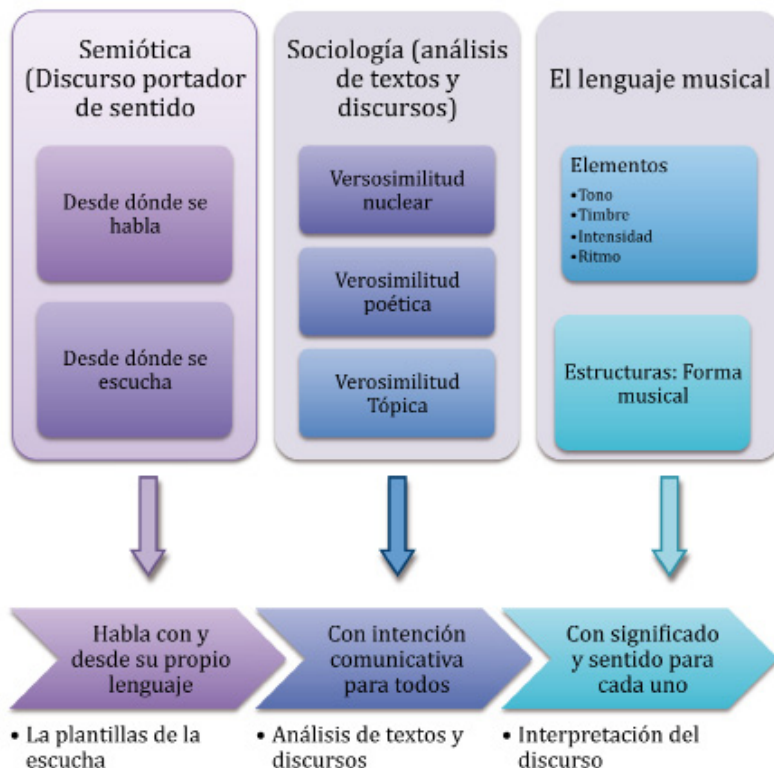 Semiótica
(Discurso portador
de sentido
Desde dónde se
habla
Desde dónde se
escucha
Sociología (análisis
de textos y
discursos)
Versosimilitud
nuclear
Verosimilitud
poética
Verosimilitud
Tópica
El lenguaje musical
Elementos
•Tono
•Timbre
•Intensidad
•Ritmo
Estructuras: Forma
musical
Habla con y
desde su propio
lenguaje
• La plantillas de la
escucha
Con intención
comunicativa
para todos
• Análisis de textos y
discursos
Con significado
y sentido para
cada uno
• Interpretación del
discurso